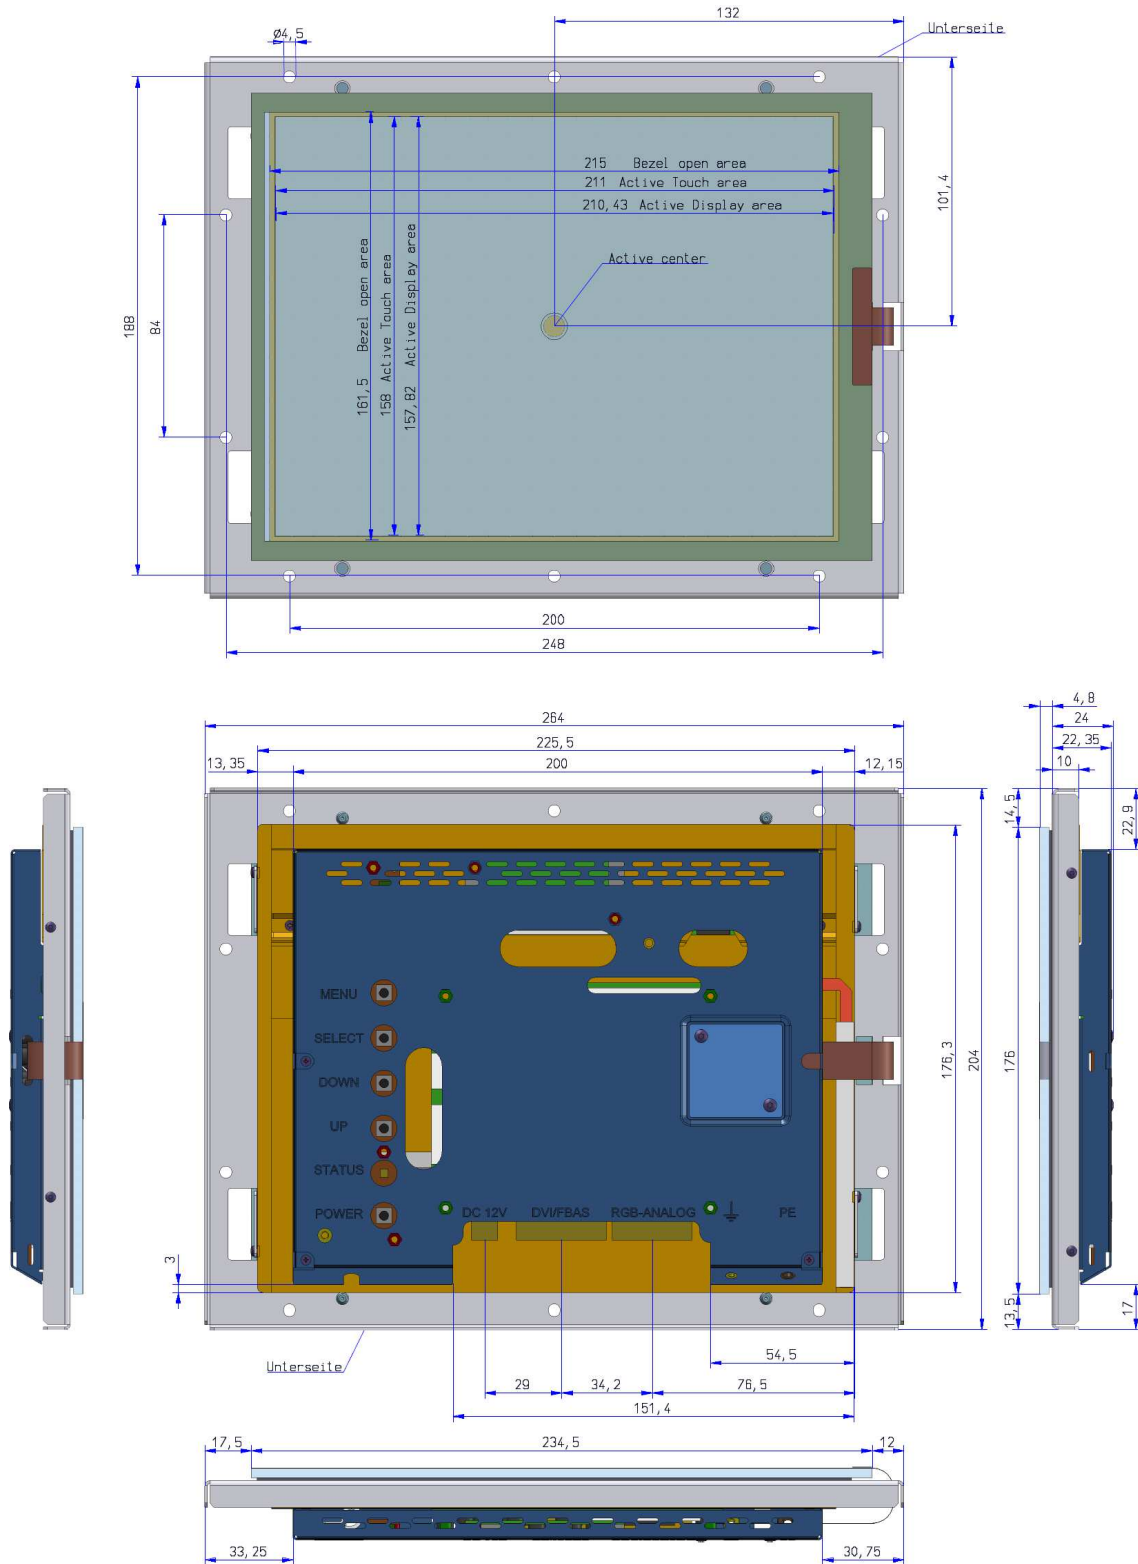 132
Unterseite
Ø4,5
215 Bezel open area
211 Active Touch area
210,43 Active Display area
101,4
Active center
161,5 Bezel open area
158 Active Touch area
157,82 Active Display area
188
84
200
248
264
225,5
13,35
200
12,15
4,8
24
22,35
10
14,5
22,9
MENU
SELECT
DOWN
UP
STATUS
POWER
DC 12V
DVI/FBAS
RGB-ANALOG
PE
176,3
204
176
3
13,5
17
Unterseite
54,5
29
34,2
76,5
151,4
17,5
234,5
12
33,25
30,75